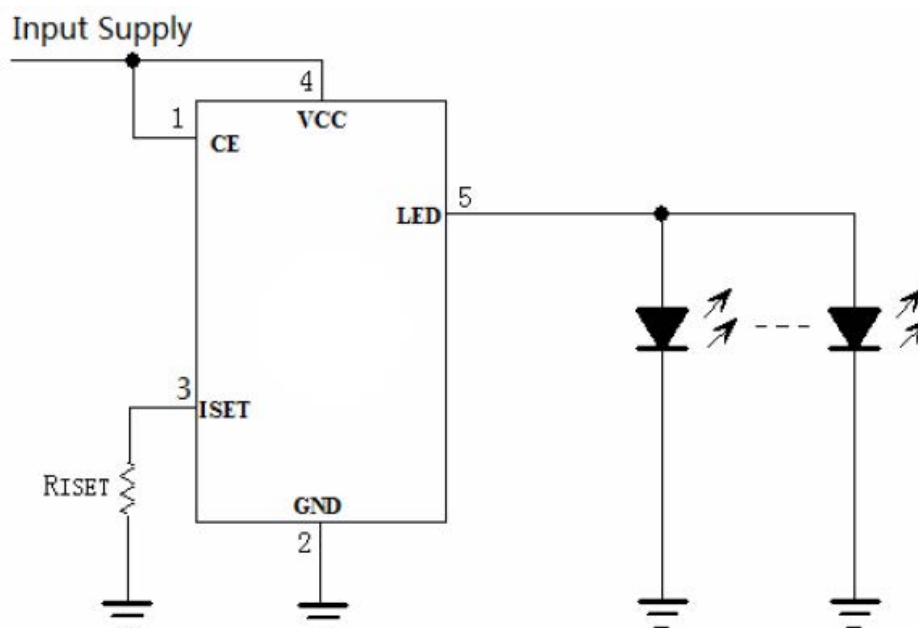 Input Supply
4
VCC
1
CE
5
LED
3
ISET
RISET
GND
2